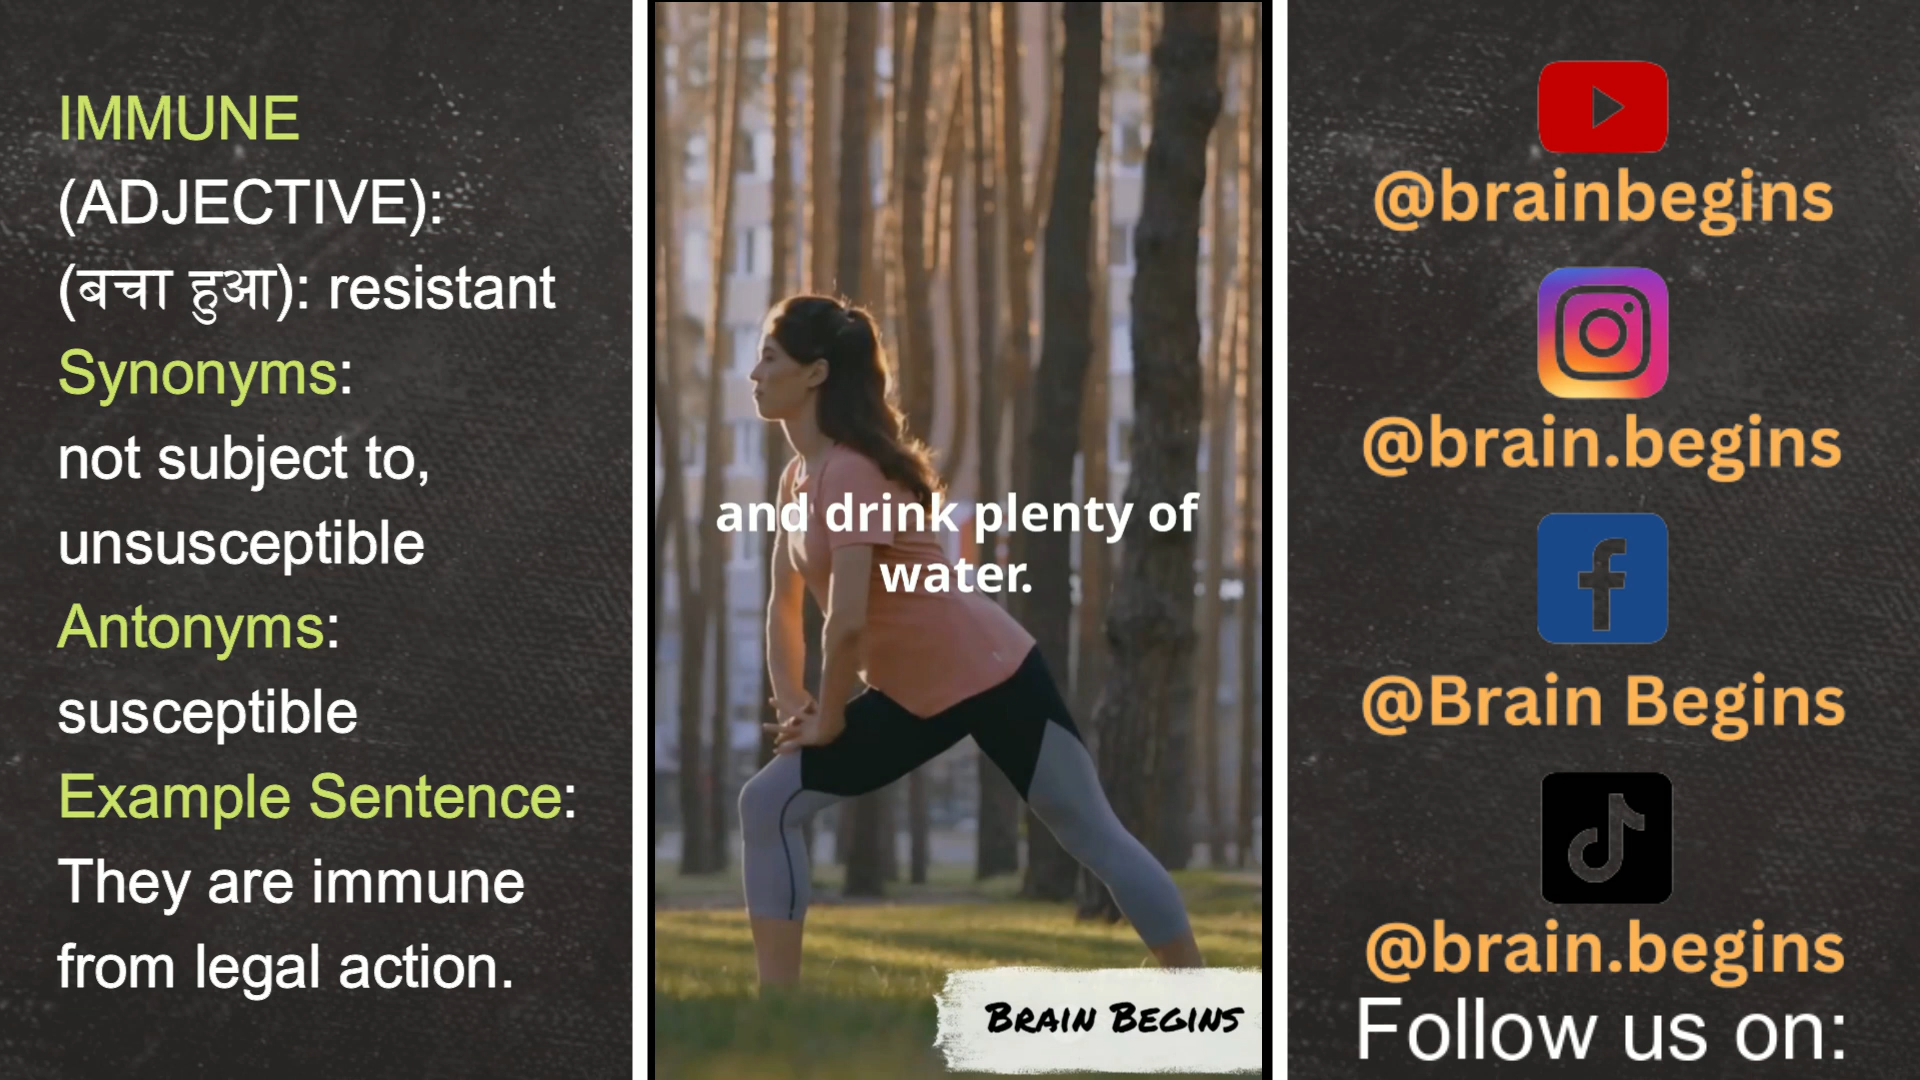 IMMUNE
(ADJECTIVE):
(बचा हुआ): resistant
Synonyms:
not subject to,
unsusceptible
Antonyms:
susceptible
Example Sentence:
They are immune
from legal action.
and drink plenty of
water.
BRAIN BEGINS
@brainbegins
@brain.begins
@Brain Begins
@brain.begins
Follow us on: